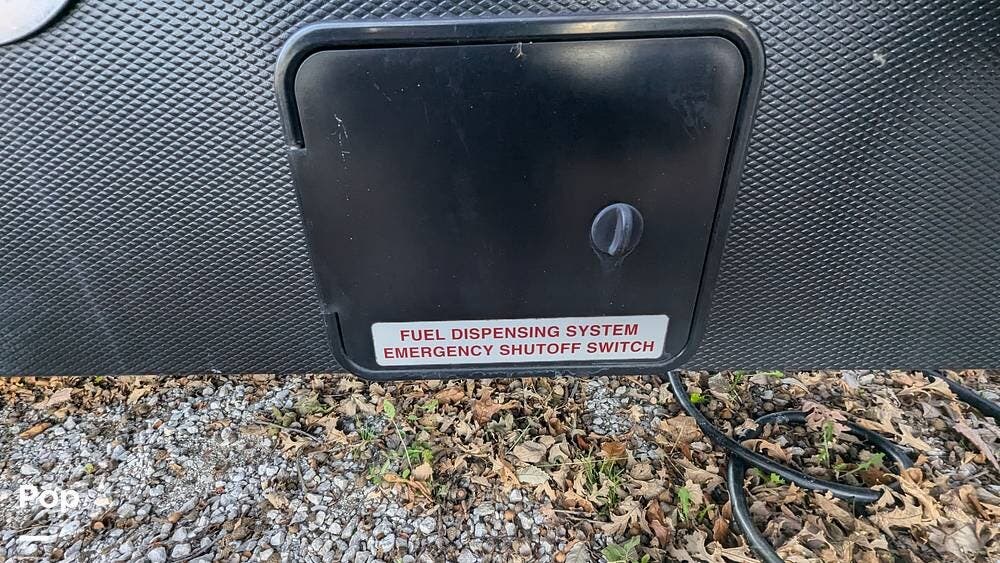 FUEL DISPENSING SYSTEM
EMERGENCY SHUTOFF SWITCH
Pop